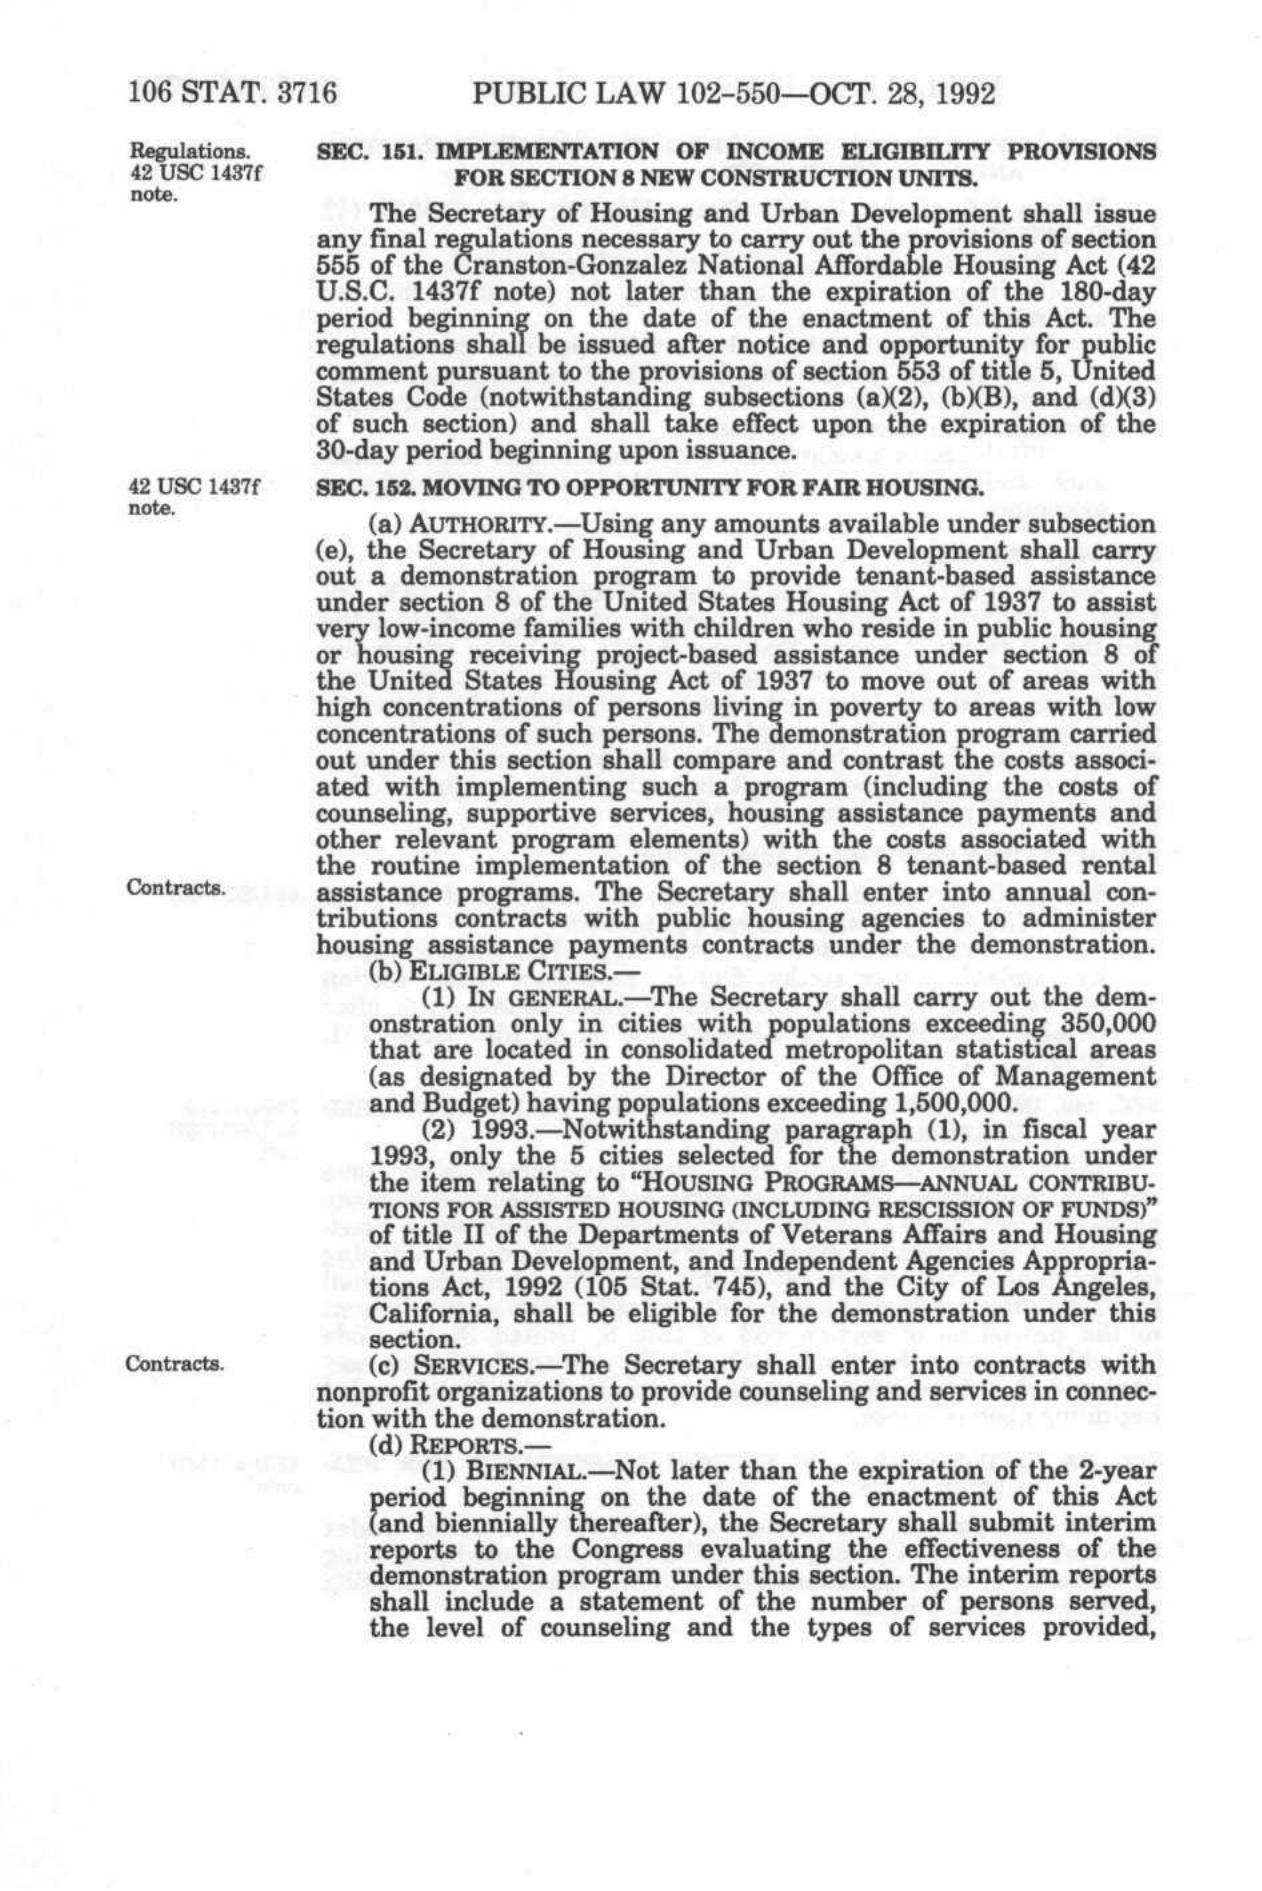 106 STAT. 3716 PUBLIC LAW 102-550—OCT. 28, 1992
Regulations.
42 USC 1437f
note.
SEC. 151. IMPLEMENTATION OF INCOME ELIGIBILITY PROVISIONS
FOR SECTION 8 NEW CONSTRUCTION UNITS.
The Secretary of Housing and Urban Development shall issue
any final regulations necessary to carry out the provisions of section
555 of the Cranston-Gonzalez National Affordable Housing Act (42
U.S.C. 1437f note) not later than the expiration of the 180-day
period beginning on the date of the enactment of this Act. The
regulations shall be issued after notice and opportunity for public
comment pursuant to the provisions of section 553 of title 5, United
States Code (notwithstanding subsections (a)(2), (b)(B), and (d)(3)
of such section) and shall take effect upon the expiration of the
30-day period beginning upon issuance.
42 USC 1437f
note.
SEC. 152. MOVING TO OPPORTUNITY FOR FAIR HOUSING.
(a) AUTHORITY.—Using any amounts available under subsection
(e), the Secretary of Housing and Urban Development shall carry
out a demonstration program to provide tenant-based assistance
under section 8 of the United States Housing Act of 1937 to assist
very low-income families with children who reside in public housing
or housing receiving project-based assistance under section 8 of
the United States Housing Act of 1937 to move out of areas with
high concentrations of persons living in poverty to areas with low
concentrations of such persons. The demonstration program carried
out under this section shall compare and contrast the costs associ-
ated with implementing such a program (including the costs of
counseling, supportive services, housing assistance payments and
other relevant program elements) with the costs associated with
the routine implementation of the section 8 tenant-based rental
Contracts.
assistance programs. The Secretary shall enter into annual con-
tributions contracts with public housing agencies to administer
housing assistance payments contracts under the demonstration.
(b) ELIGIBLE CITIES.—
(1) IN GENERAL.—The Secretary shall carry out the dem-
onstration only in cities with populations exceeding 350,000
that are located in consolidated metropolitan statistical areas
(as designated by the Director of the Office of Management
and Budget) having populations exceeding 1,500,000.
(2) 1993.—Notwithstanding paragraph (1), in fiscal year
1993, only the 5 cities selected for the demonstration under
the item relating to “HOUSING PROGRAMS—ANNUAL CONTRIBU-
TIONS FOR ASSISTED HOUSING (INCLUDING RESCISSION OF FUNDS)”
of title II of the Departments of Veterans Affairs and Housing
and Urban Development, and Independent Agencies Appropria-
tions Act, 1992 (105 Stat. 745), and the City of Los Angeles,
California, shall be eligible for the demonstration under this
section.
Contracts.
(c) SERVICES.—The Secretary shall enter into contracts with
nonprofit organizations to provide counseling and services in connec-
tion with the demonstration.
(d) REPORTS.—
(1) BIENNIAL.—Not later than the expiration of the 2-year
period beginning on the date of the enactment of this Act
(and biennially thereafter), the Secretary shall submit interim
reports to the Congress evaluating the effectiveness of the
demonstration program under this section. The interim reports
shall include a statement of the number of persons served,
the level of counseling and the types of services provided,